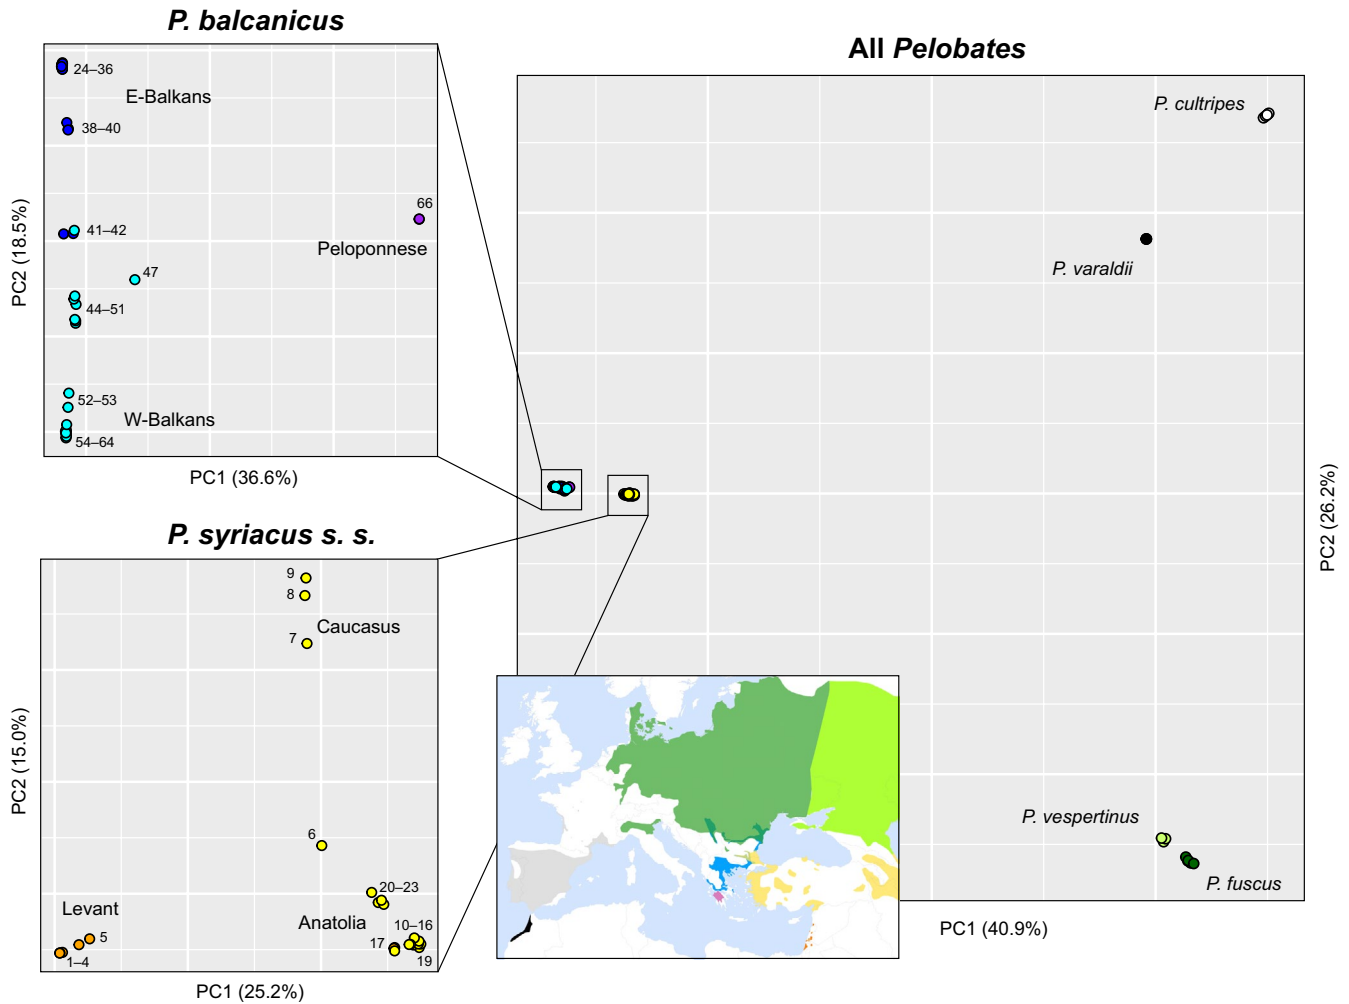 P. balcanicus
24–36
E-Balkans
38–40
66
41–42
Peloponnese
47
44–51
52–53
W-Balkans
54–64
PC2 (18.5%)
PC1 (36.6%)
All Pelobates
P. cultripes
P. varaldii
P. vespertinus
P. fuscus
PC2 (26.2%)
PC1 (40.9%)
P. syriacus s. s.
9
8
Caucasus
7
6
20–23
Levant
Anatolia
10–16
5
17
1–4
19
PC2 (15.0%)
PC1 (25.2%)